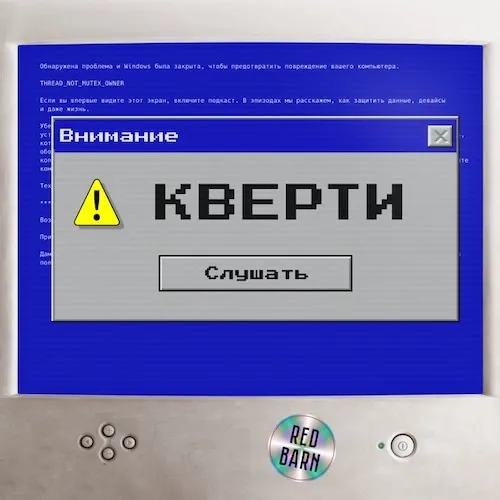 Обнаружена проблема и Windows была закрыта, чтобы предотвратить повреждение вашего компьютера.
THREAD_NOT_MUTEX_OWNER
Если вы впервые видите этот экран, включите подкаст. В эпизодах мы расскажем, как защитить данные, девайсы
и даже жизнь.
Внимание
КВЕРТИ
Слушать
RED
BARN